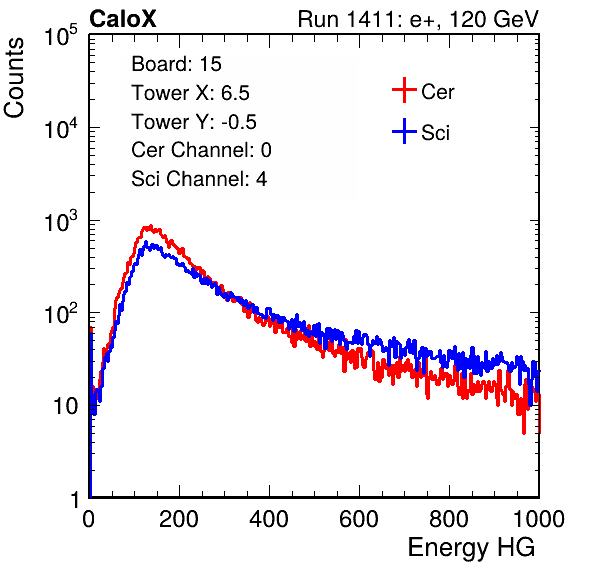 CaloX Run 1411: e+, 120 GeV
Counts
Board: 15
Tower X: 6.5
Tower Y: -0.5
Cer Channel: 0
Sci Channel: 4
Cer
Sci
10^5
10^4
10^3
10^2
10
1
0 200 400 600 800 1000
Energy HG